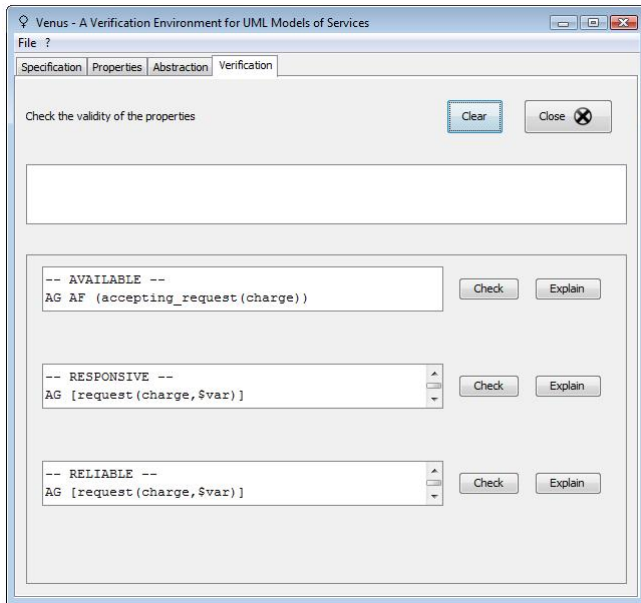 Venus - A Verification Environment for UML Models of Services
File ?
Specification Properties Abstraction Verification
Check the validity of the properties
Clear
Close
-- AVAILABLE --
AG AF (accepting_request(charge))
Check
Explain
-- RESPONSIVE --
AG [request(charge,$var)]
Check
Explain
-- RELIABLE --
AG [request(charge,$var)]
Check
Explain